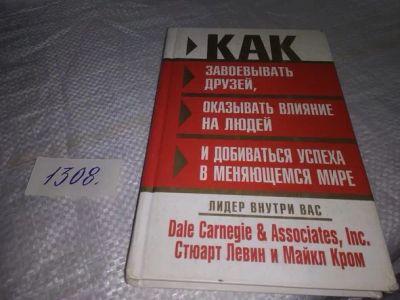 КАК
ЗАВОЕВЫВАТЬ
ДРУЗЕЙ,
ОКАЗЫВАТЬ ВЛИЯНИЕ
НА ЛЮДЕЙ
И ДОБИВАТЬСЯ УСПЕХА
В МЕНЯЮЩЕМСЯ МИРЕ
ЛИДЕР ВНУТРИ ВАС
Dale Carnegie & Associates, Inc.
Стюарт Левин и Майкл Кром
1308.